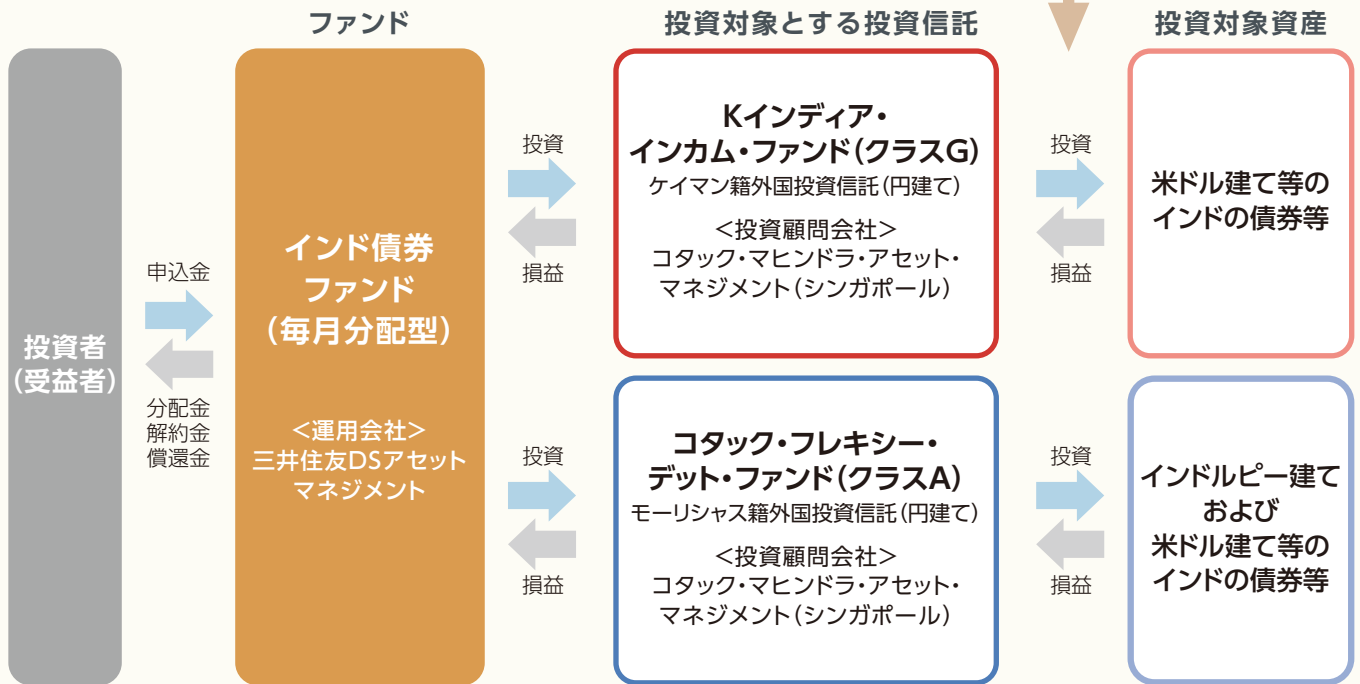 ファンド
投資対象とする投資信託
投資対象資産
投資者
(受益者)
申込金
分配金
解約金
償還金
インド債券
ファンド
(毎月分配型)
<運用会社>
三井住友DSアセット
マネジメント
投資
損益
Kインディア・
インカム・ファンド(クラスG)
ケイマン籍外国投資信託(円建て)
<投資顧問会社>
コタック・マヒンドラ・アセット・
マネジメント(シンガポール)
投資
損益
米ドル建て等の
インドの債券等
投資
損益
コタック・フレキシー・
デット・ファンド(クラスA)
モーリシャス籍外国投資信託(円建て)
<投資顧問会社>
コタック・マヒンドラ・アセット・
マネジメント(シンガポール)
投資
損益
インドルピー建て
および
米ドル建て等の
インドの債券等